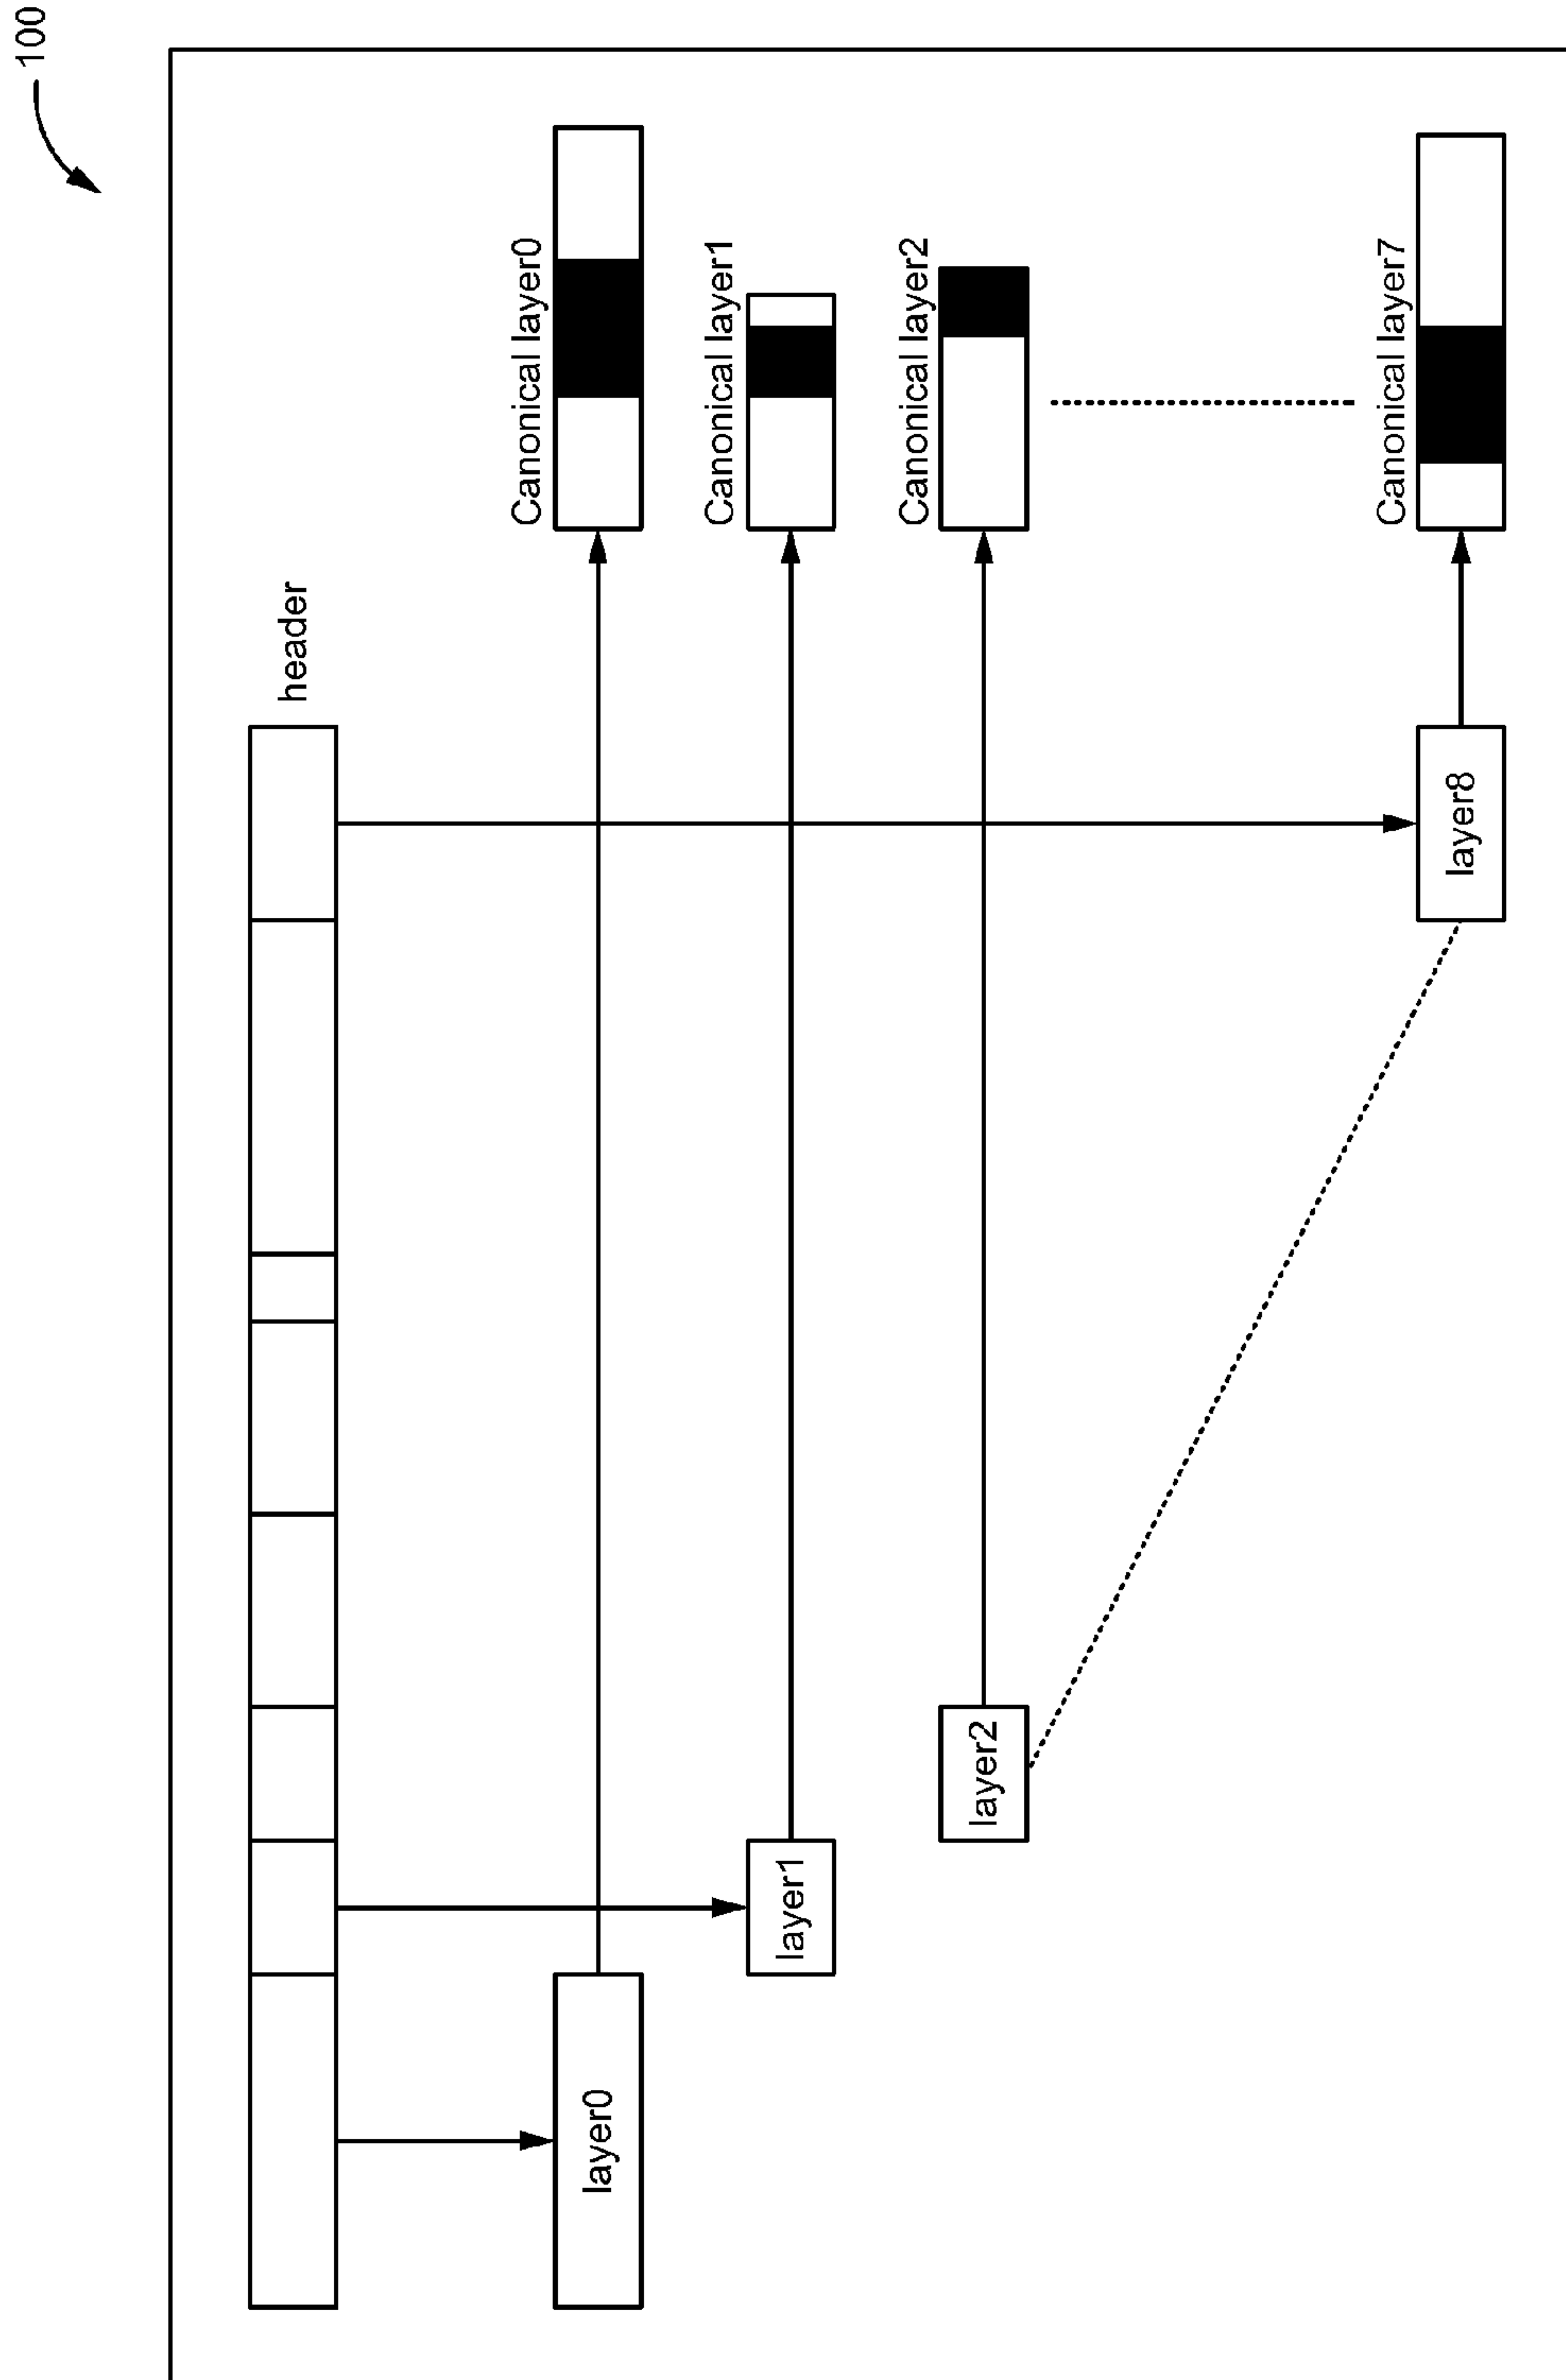 100
header
Canonical layer0
layer0
Canonical layer1
layer1
Canonical layer2
layer2
Canonical layer7
layer8